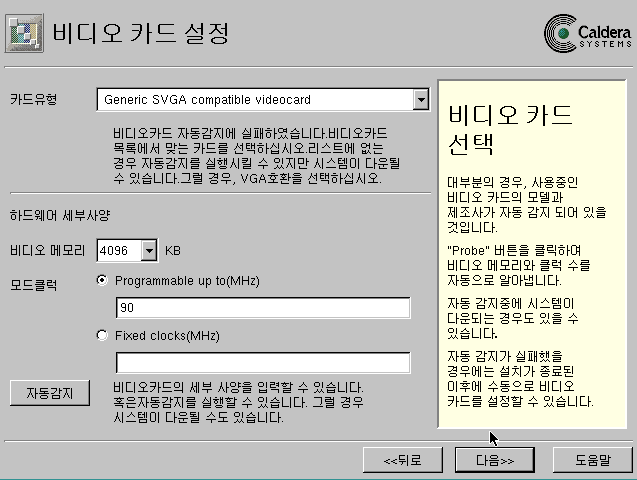 비디오 카드 설정
Caldera
SYSTEMS
카드유형
Generic SVGA compatible videocard
비디오카드 자동감지에 실패하였습니다.비디오카드
목록에서 맞는 카드를 선택하십시오.리스트에 없는
경우 자동감지를 실행시킬 수 있지만 시스템이 다운될
수 있습니다.그럴 경우, VGA호환을 선택하십시오.
하드웨어 세부사양
비디오 메모리 4096 KB
모드클럭
Programmable up to(MHz)
90
Fixed clocks(MHz)
자동감지
비디오카드의 세부 사양을 입력할 수 있습니다.
혹은자동감지를 실행할 수 있습니다. 그럴 경우
시스템이 다운될 수도 있습니다.
비디오 카드
선택
대부분의 경우, 사용중인
비디오 카드의 모델과
제조사가 자동 감지 되어 있을
것입니다.
"Probe" 버튼을 클릭하며
비디오 메모리와 클럭 수를
자동으로 알아냅니다.
자동 감지중에 시스템이
다운되는 경우도 있을 수
있습니다.
자동 감지가 실패했을
경우에는 설치가 종료된
이후에 수동으로 비디오
카드를 설정할 수 있습니다.
<<뒤로
다음>>
도움말